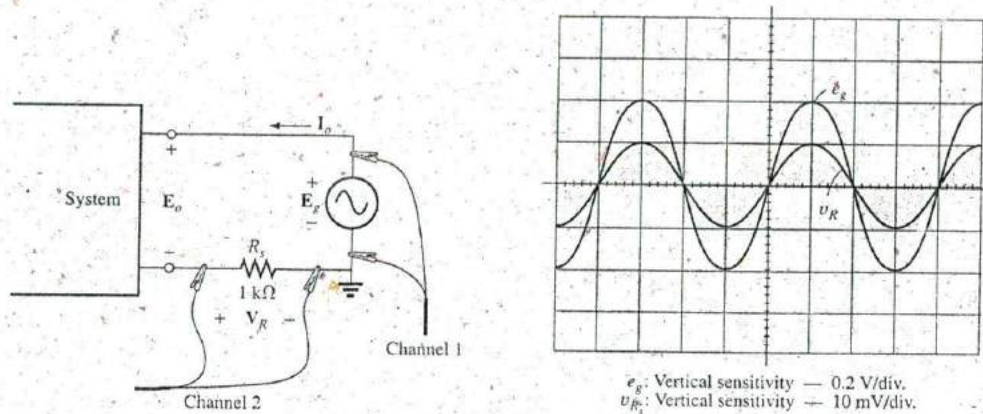 System
E_o
+
−
I_o
+
E_g
−
R_s
1 kΩ
+ V_R −
Channel 1
Channel 2
e_g
v_R
e_g: Vertical sensitivity — 0.2 V/div.
v_R: Vertical sensitivity — 10 mV/div.